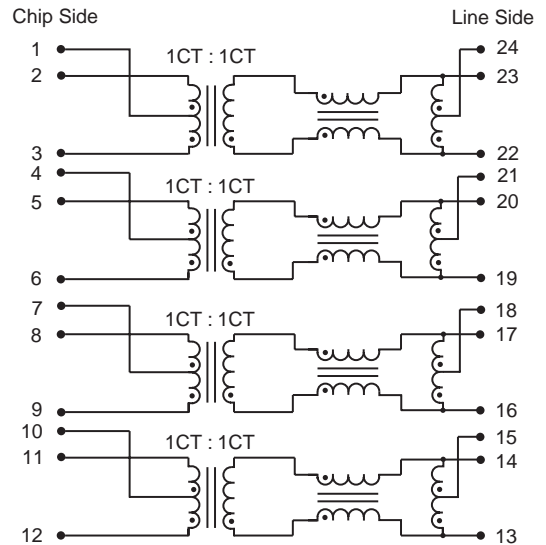 Chip Side Line Side
1 1CT : 1CT 24
2 23
3 22
4 21
5 1CT : 1CT 20
6 19
7 18
8 1CT : 1CT 17
9 16
10 15
11 1CT : 1CT 14
12 13